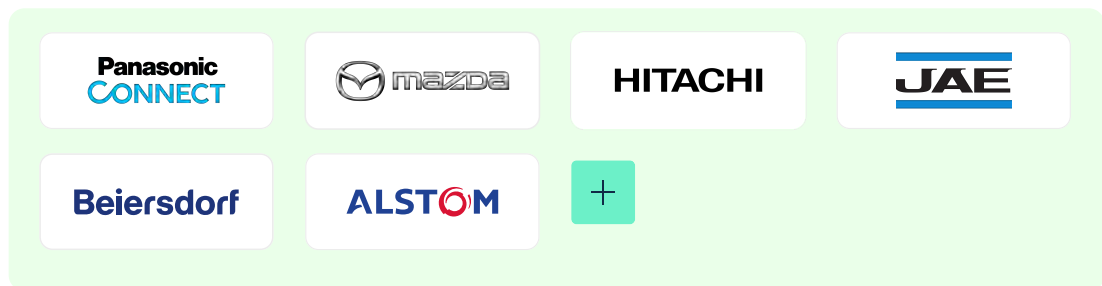 Panasonic
CONNECT
mazda
HITACHI
JAE
Beiersdorf
ALSTOM